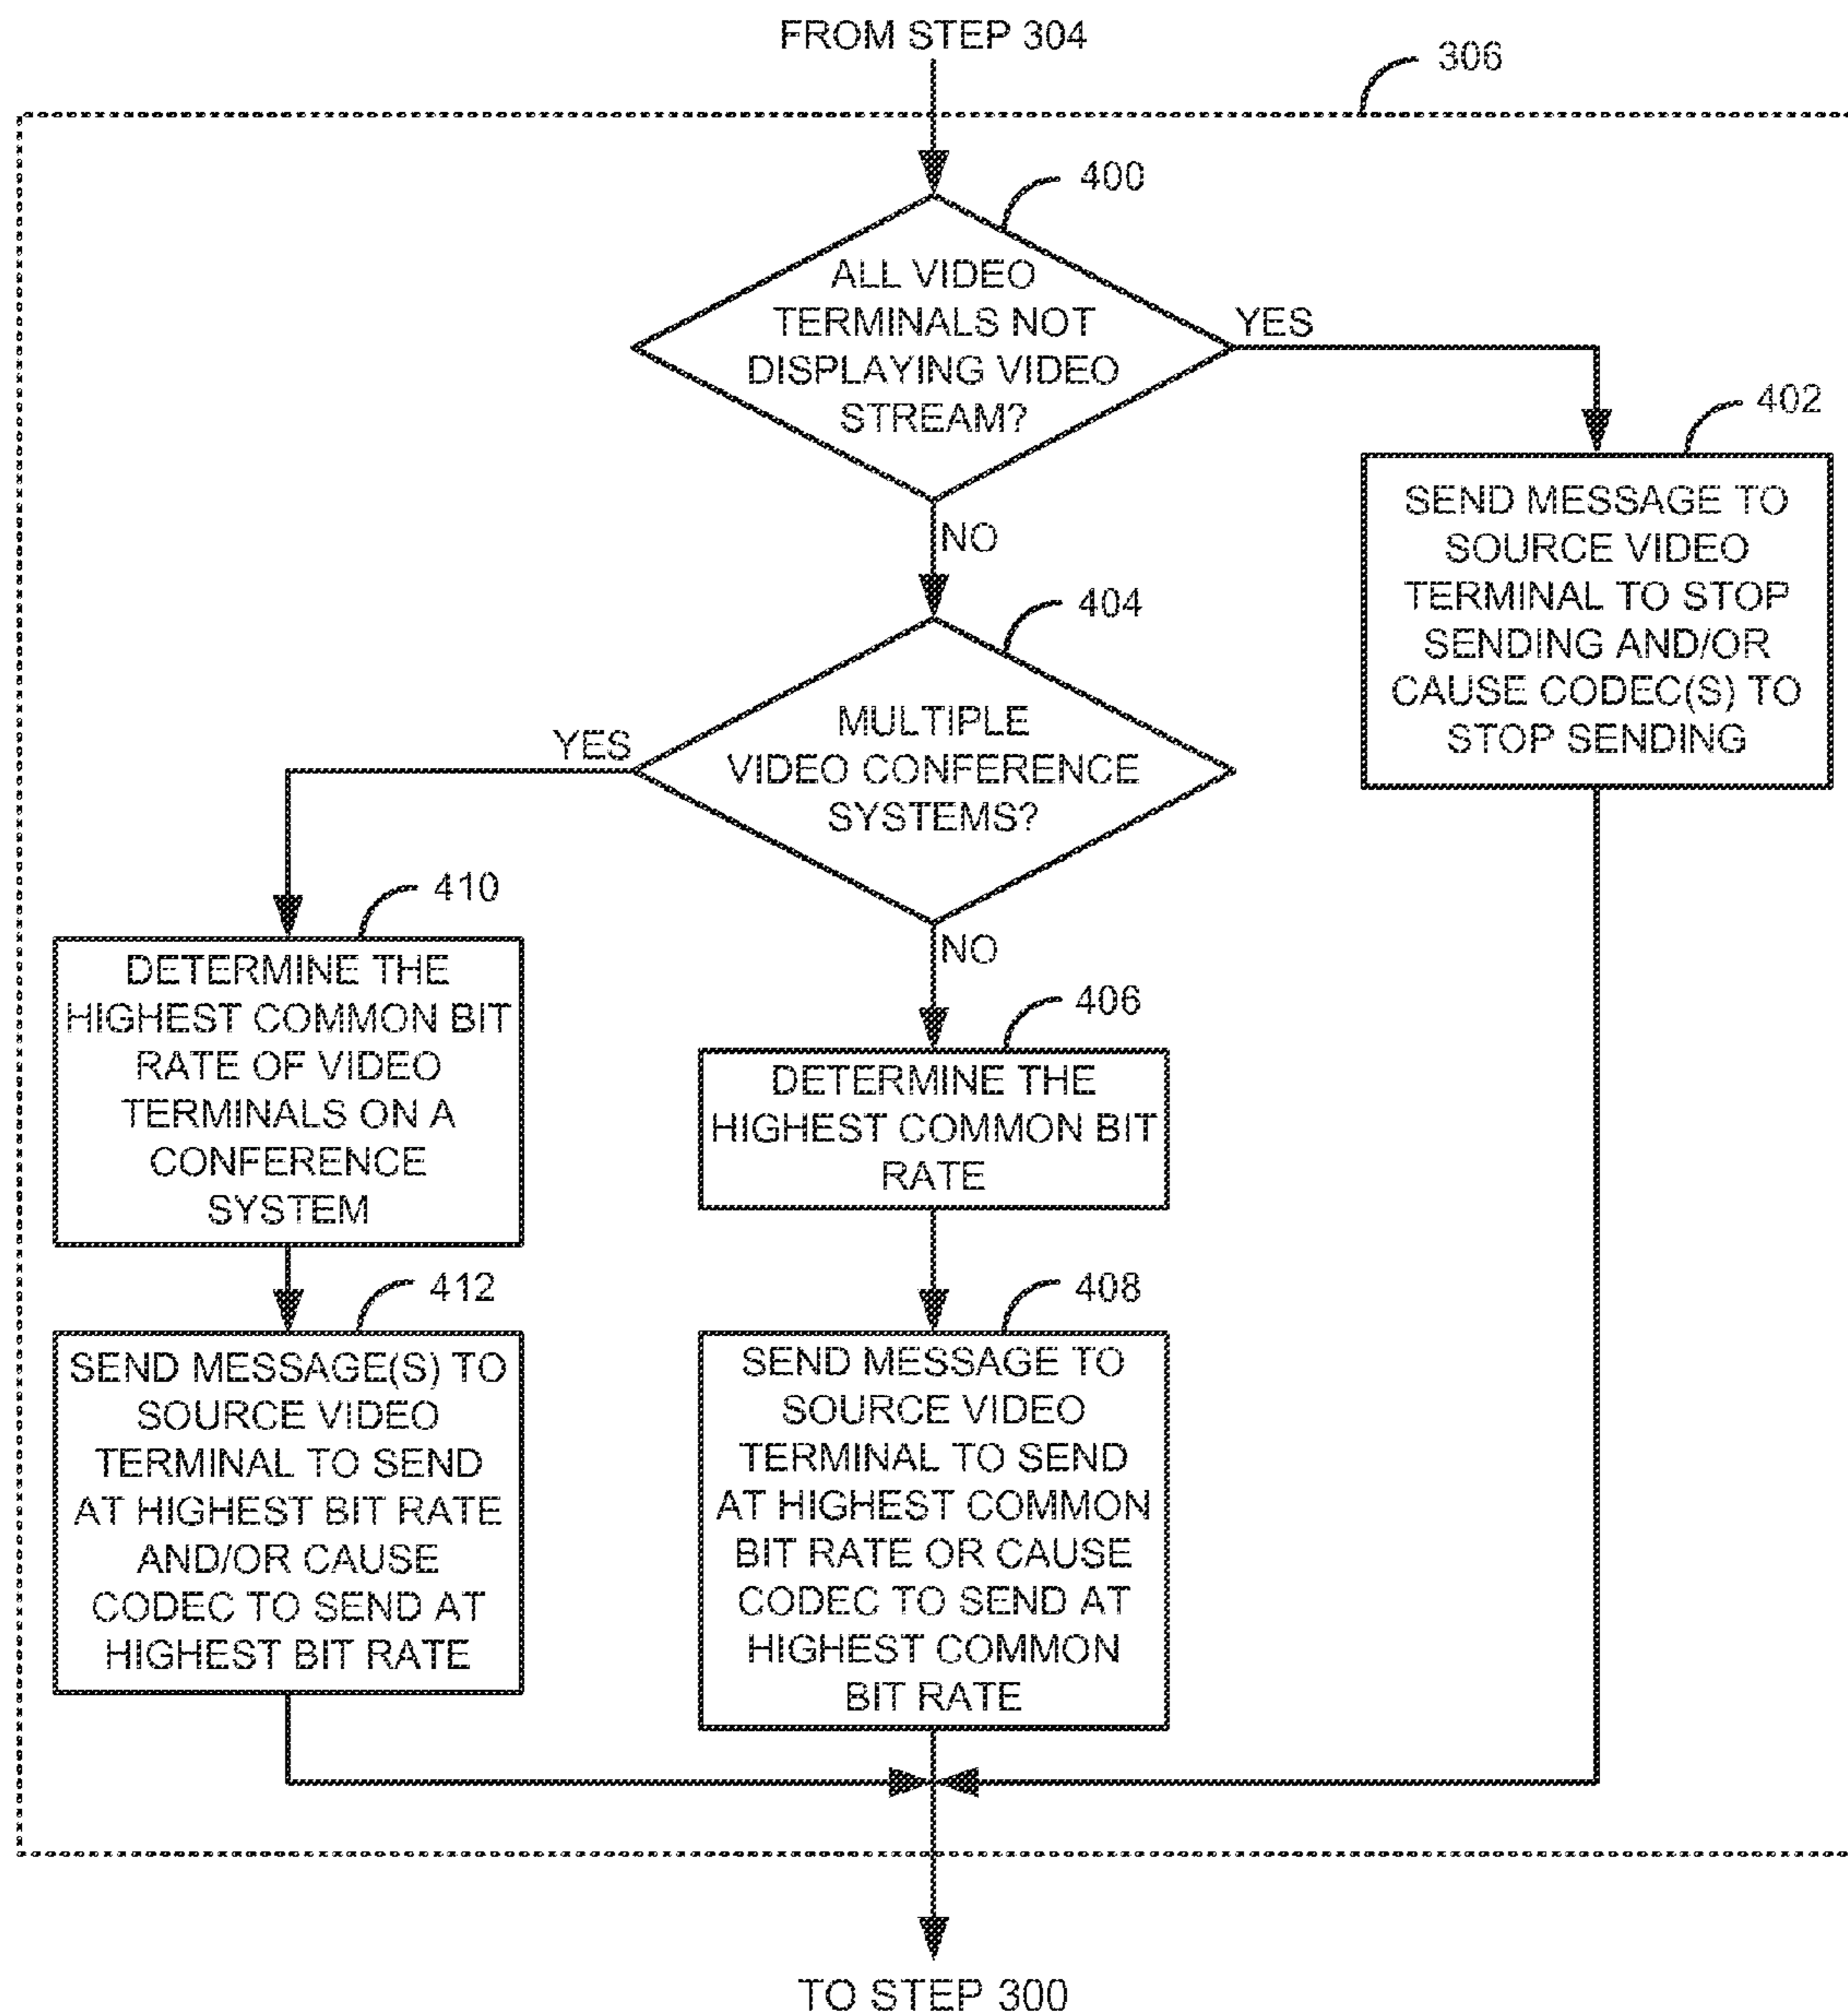 FROM STEP 304
306
400
ALL VIDEO
TERMINALS NOT
DISPLAYING VIDEO
STREAM?
YES
402
SEND MESSAGE TO
SOURCE VIDEO
TERMINAL TO STOP
SENDING AND/OR
CAUSE CODEC(S) TO
STOP SENDING
NO
404
MULTIPLE
VIDEO CONFERENCE
SYSTEMS?
YES
410
DETERMINE THE
HIGHEST COMMON BIT
RATE OF VIDEO
TERMINALS ON A
CONFERENCE
SYSTEM
NO
406
DETERMINE THE
HIGHEST COMMON BIT
RATE
412
SEND MESSAGE(S) TO
SOURCE VIDEO
TERMINAL TO SEND
AT HIGHEST BIT RATE
AND/OR CAUSE
CODEC TO SEND AT
HIGHEST BIT RATE
408
SEND MESSAGE TO
SOURCE VIDEO
TERMINAL TO SEND
AT HIGHEST COMMON
BIT RATE OR CAUSE
CODEC TO SEND AT
HIGHEST COMMON
BIT RATE
TO STEP 300